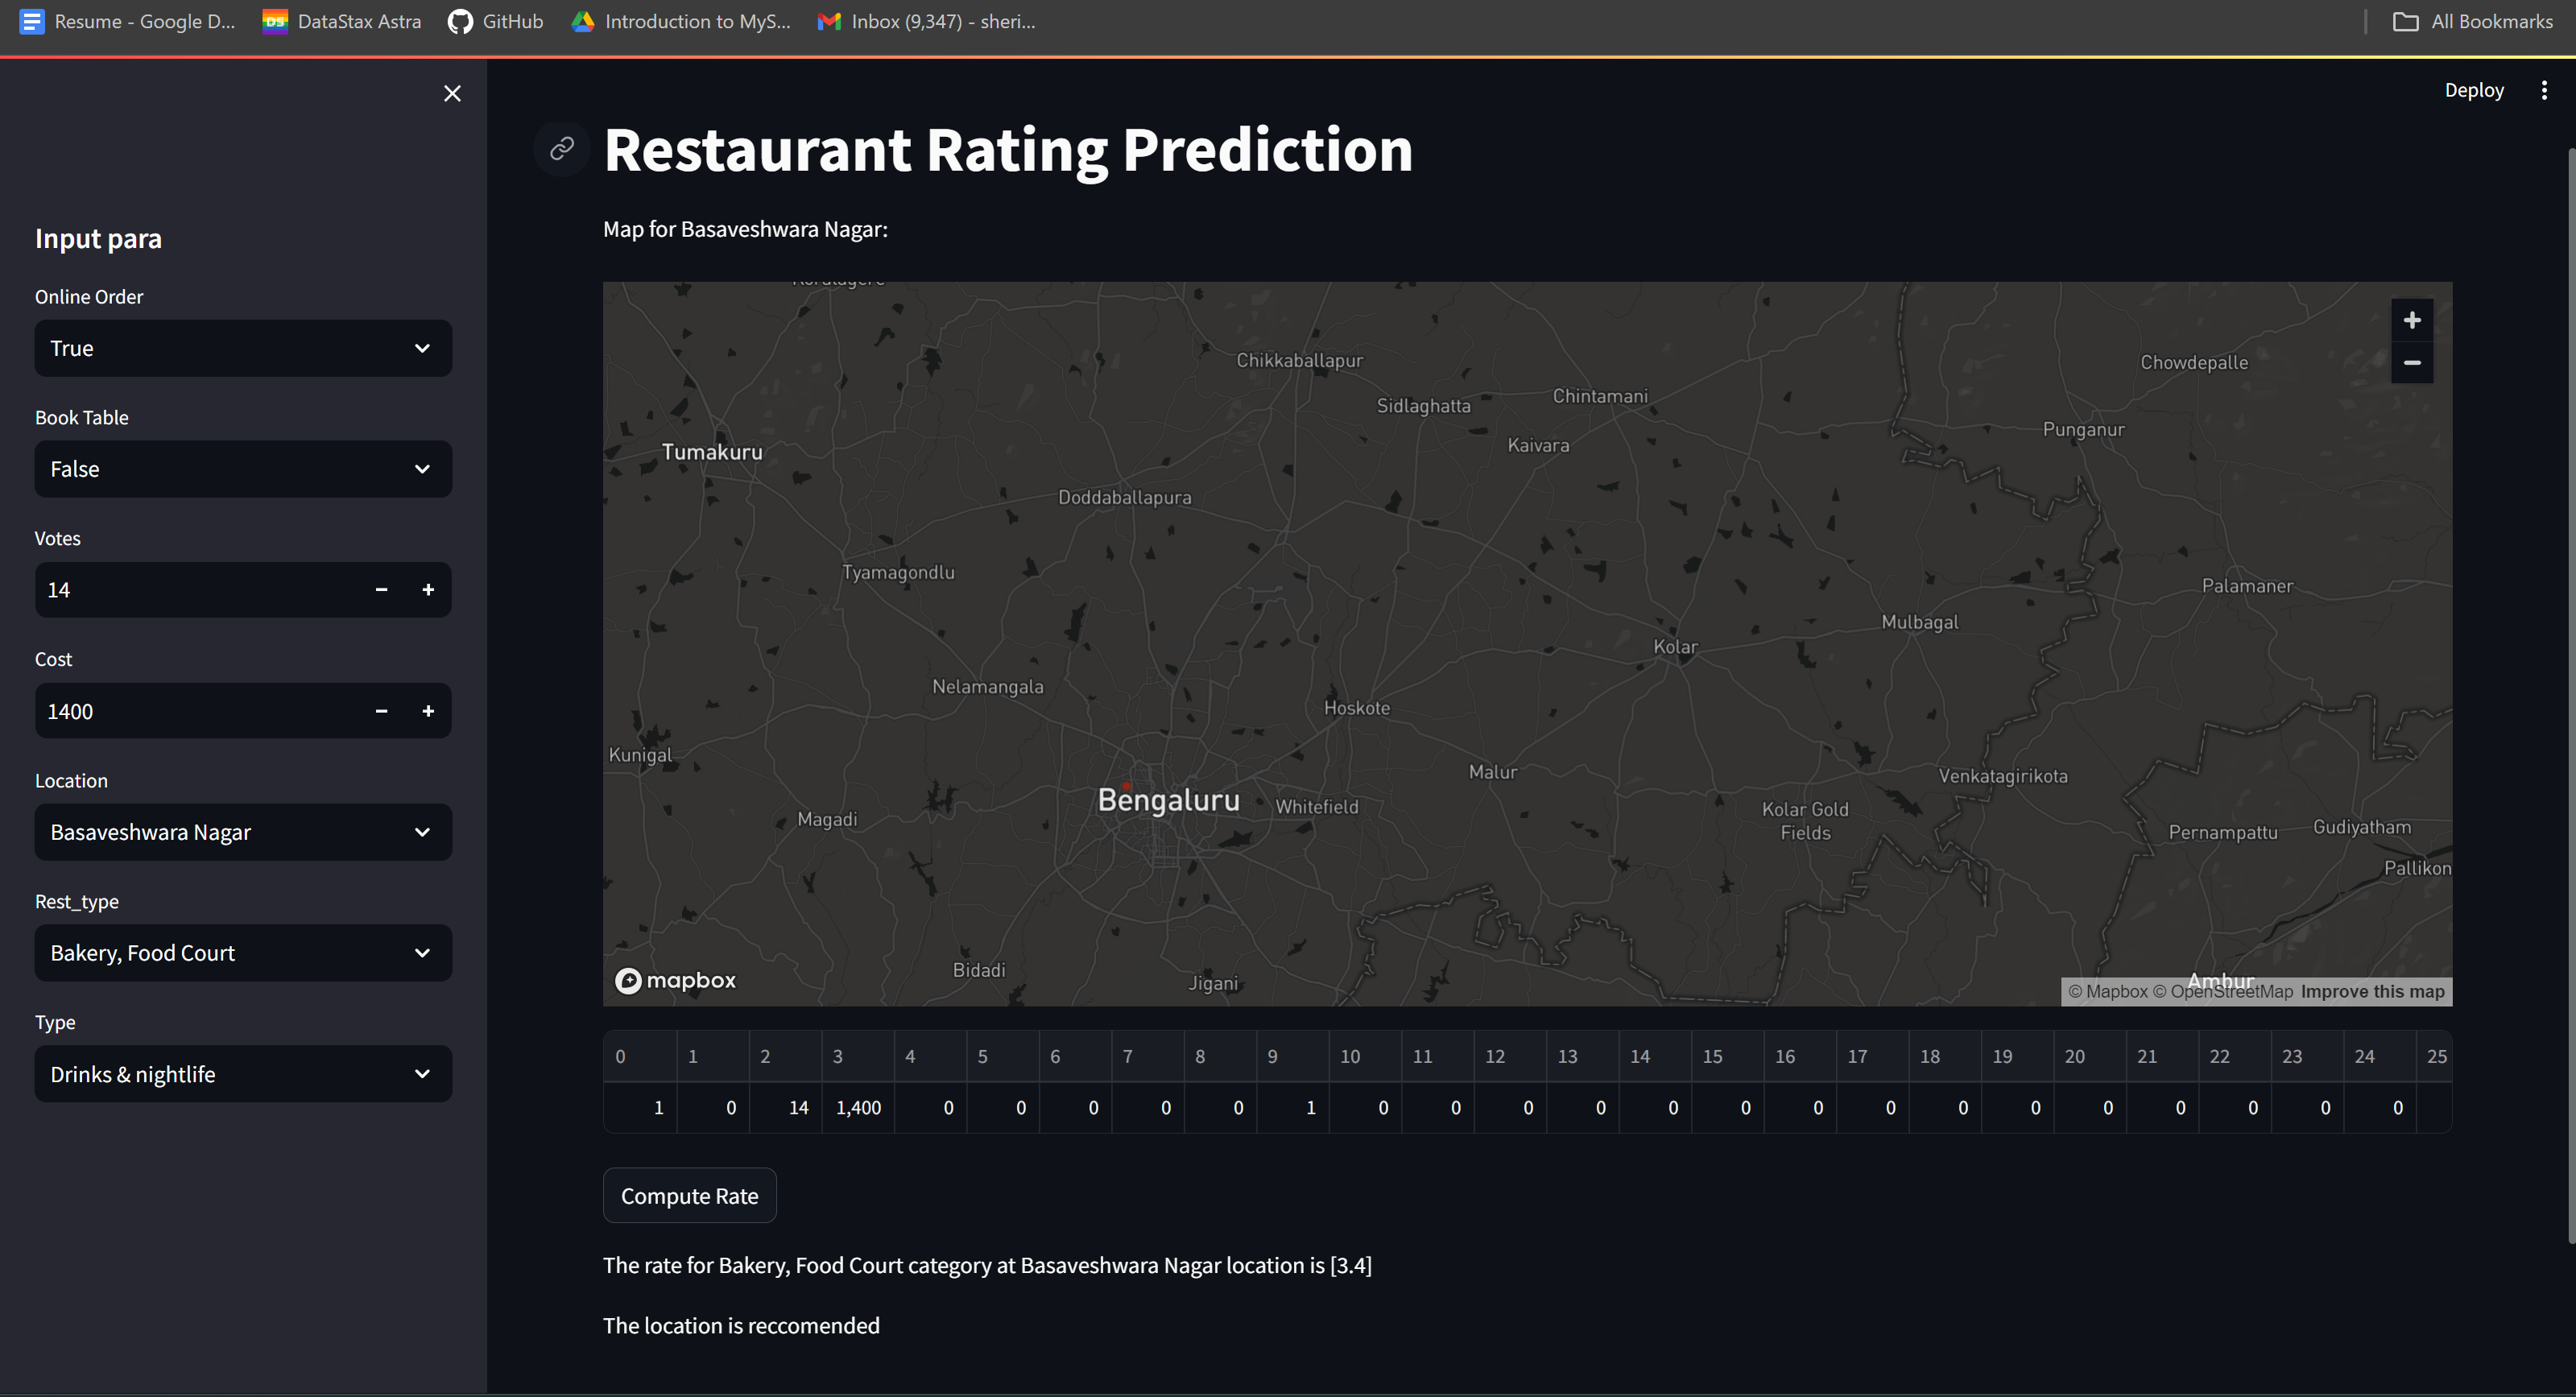 Resume - Google D...
DataStax Astra
GitHub
Introduction to MyS...
Inbox (9,347) - sheri...
All Bookmarks
Deploy
Input para
Online Order
True
Book Table
False
Votes
14
Cost
1400
Location
Basaveshwara Nagar
Rest_type
Bakery, Food Court
Type
Drinks & nightlife
Restaurant Rating Prediction
Map for Basaveshwara Nagar:
Chikkaballapur
Chowdepalle
Sidlaghatta
Chintamani
Punganur
Kaivara
Tumakuru
Doddaballapura
Tyamagondlu
Palamaner
Mulbagal
Kolar
Nelamangala
Hoskote
Kunigal
Malur
Venkatagirikota
Bengaluru
Whitefield
Magadi
Kolar Gold
Fields
Pernampattu
Gudiyatham
Pallikon
Bidadi
Jigani
Ambur
mapbox
© Mapbox © OpenStreetMap Improve this map
0 1 2 3 4 5 6 7 8 9 10 11 12 13 14 15 16 17 18 19 20 21 22 23 24 25
1 0 14 1,400 0 0 0 0 0 1 0 0 0 0 0 0 0 0 0 0 0 0 0 0 0
Compute Rate
The rate for Bakery, Food Court category at Basaveshwara Nagar location is [3.4]
The location is reccomended